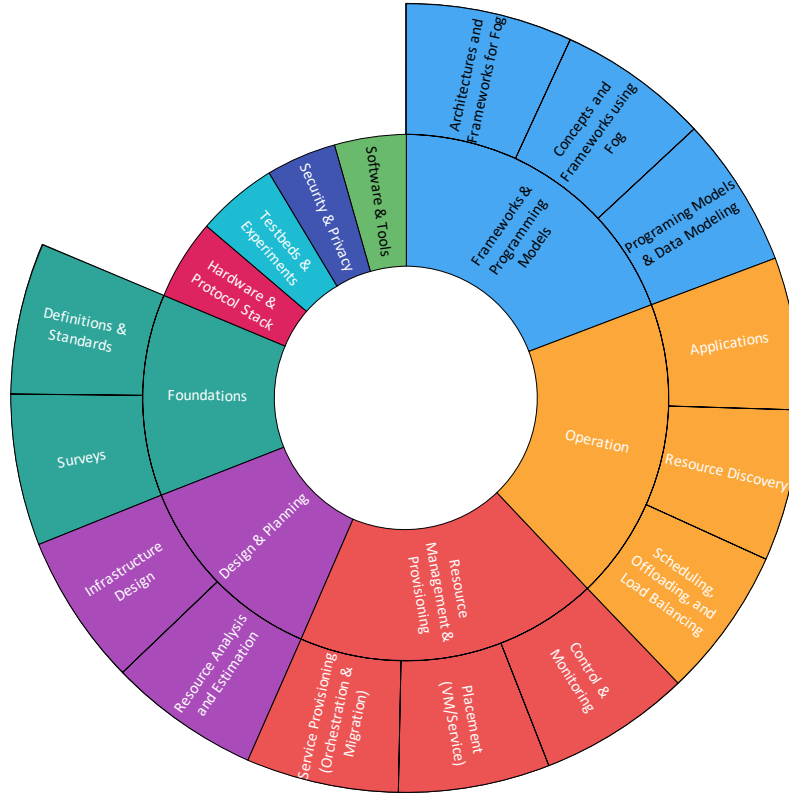 Architectures and
Frameworks for Fog
Concepts and
Frameworks using
Fog
Programing Models
& Data Modeling
Frameworks &
Programming
Models
Applications
Resource Discovery
Scheduling,
Offloading, and
Load Balancing
Operation
Control &
Monitoring
Placement
(VM/Service)
Service Provisioning
(Orchestration &
Migration)
Resource
Management &
Provisioning
Resource Analysis
and Estimation
Infrastructure
Design
Design & Planning
Surveys
Definitions &
Standards
Foundations
Hardware &
Protocol Stack
Testbeds &
Experiments
Security & Privacy
Software & Tools